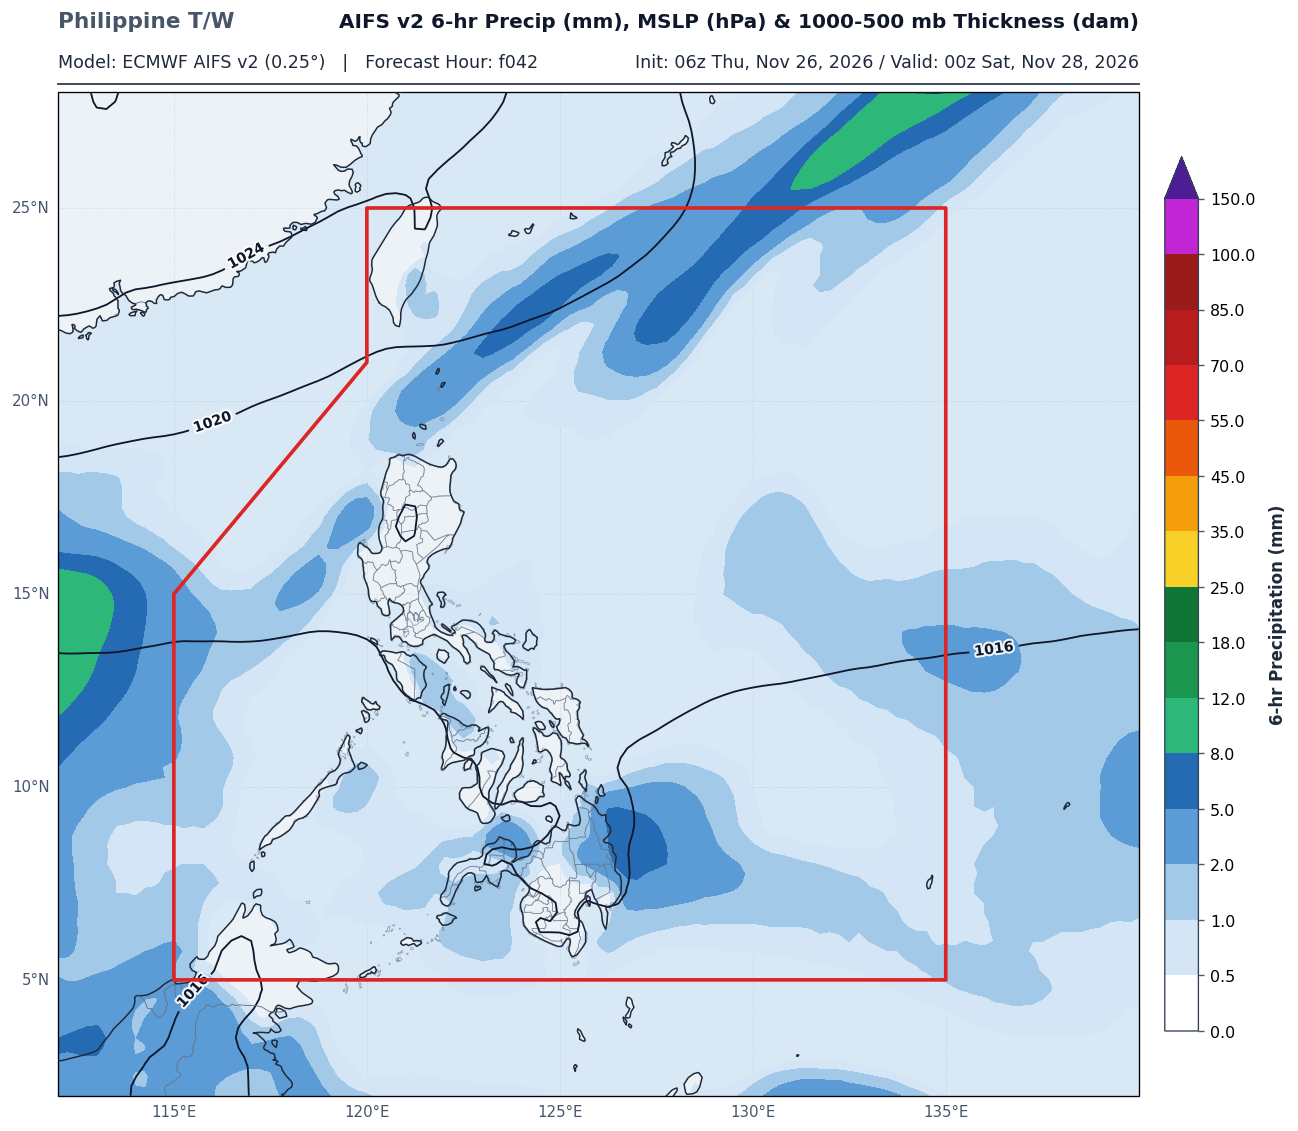 Philippine T/W
AIFS v2 6-hr Precip (mm), MSLP (hPa) & 1000-500 mb Thickness (dam)
Model: ECMWF AIFS v2 (0.25°) | Forecast Hour: f042
Init: 06z Thu, Nov 26, 2026 / Valid: 00z Sat, Nov 28, 2026
25°N
20°N
15°N
10°N
5°N
1024
1020
1016
1016
115°E
120°E
125°E
130°E
135°E
150.0
100.0
85.0
70.0
55.0
45.0
35.0
25.0
18.0
12.0
8.0
5.0
2.0
1.0
0.5
0.0
6-hr Precipitation (mm)